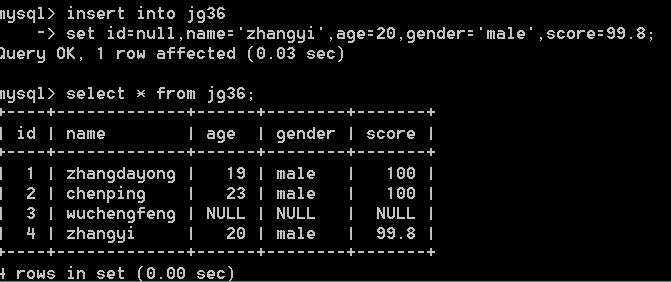 mysql> insert into jg36
    -> set id=null,name='zhangyi',age=20,gender='male',score=99.8;
Query OK, 1 row affected (0.03 sec)
mysql> select * from jg36;
+----+-------------+------+--------+-------+
| id | name        | age  | gender | score |
+----+-------------+------+--------+-------+
|  1 | zhangdayong |   19 | male   |   100 |
|  2 | chenping    |   23 | male   |   100 |
|  3 | wuchengfeng | NULL | NULL   |  NULL |
|  4 | zhangyi     |   20 | male   |  99.8 |
+----+-------------+------+--------+-------+
4 rows in set (0.00 sec)